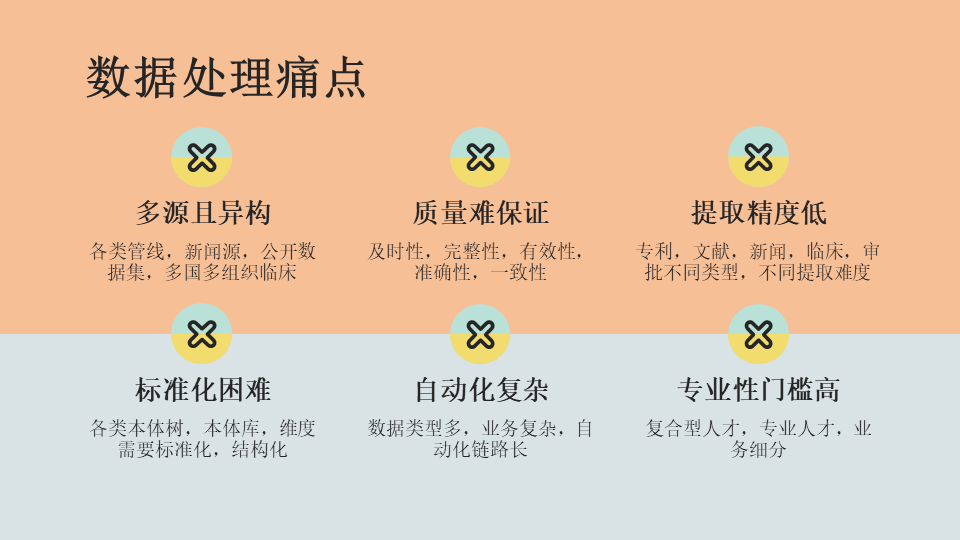 数据处理痛点
多源且异构
各类管线，新闻源，公开数
据集，多国多组织临床
质量难保证
及时性，完整性，有效性，
准确性，一致性
提取精度低
专利，文献，新闻，临床，审
批不同类型，不同提取难度
标准化困难
各类本体树，本体库，维度
需要标准化，结构化
自动化复杂
数据类型多，业务复杂，自
动化链路长
专业性门槛高
复合型人才，专业人才，业
务细分